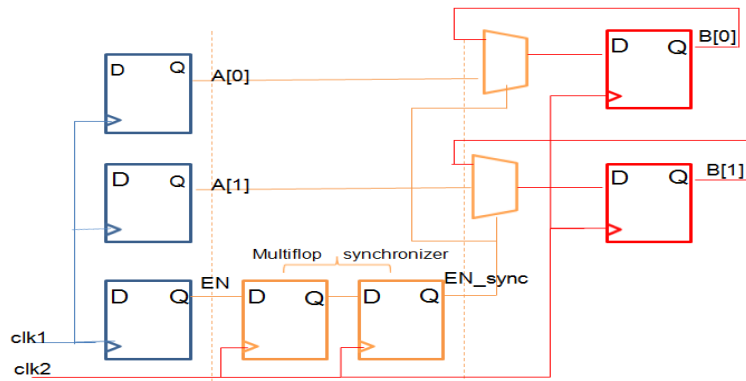 B[0]
D Q
A[0]
D Q
B[1]
D Q
A[1]
D Q
Multiflop synchronizer
EN
EN_sync
D Q
D Q
D Q
clk1
clk2